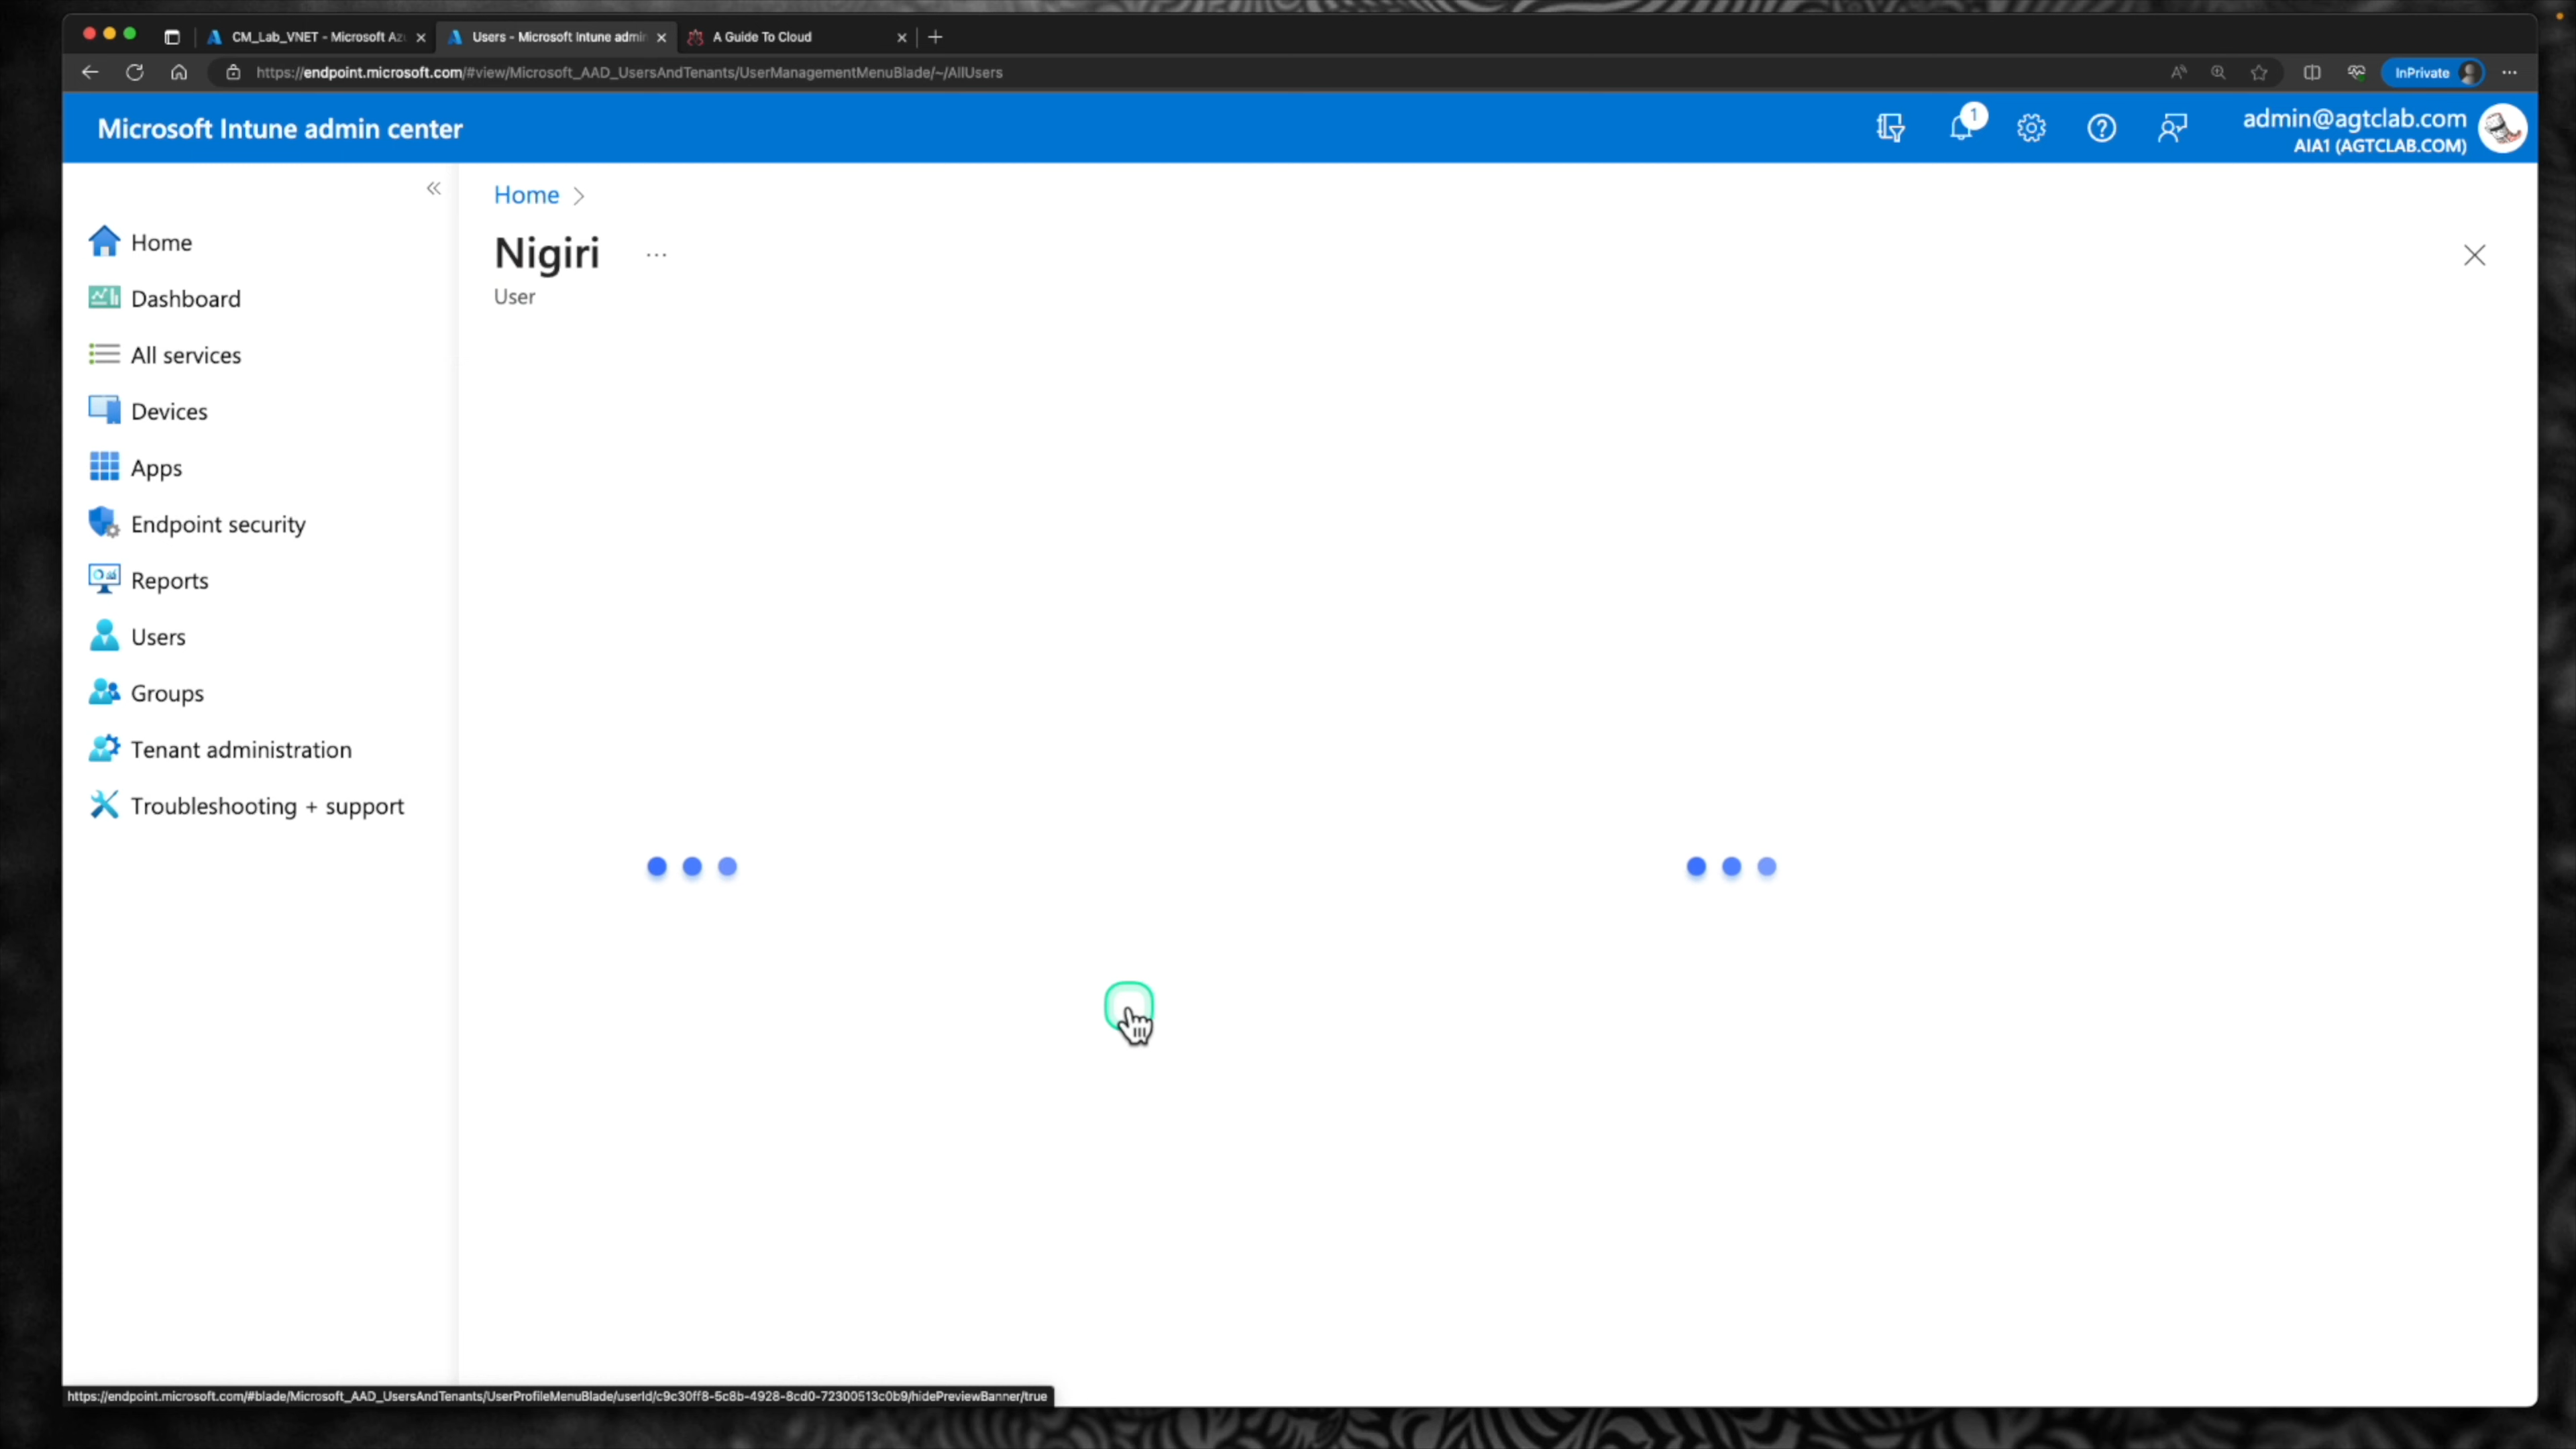 CM_Lab_VNET - Microsoft Az
Users - Microsoft Intune admi
A Guide To Cloud
https://endpoint.microsoft.com/#view/Microsoft_AAD_UsersAndTenants/UserManagementMenuBlade/~/AllUsers
InPrivate
Microsoft Intune admin center
1
admin@agtclab.com
AIA1 (AGTCLAB.COM)
Home
Dashboard
All services
Devices
Apps
Endpoint security
Reports
Users
Groups
Tenant administration
Troubleshooting + support
Home
Nigiri
User
https://endpoint.microsoft.com/#blade/Microsoft_AAD_UsersAndTenants/UserProfileMenuBlade/userId/c9c30ff8-5c8b-4928-8cd0-72300513c0b9/hidePreviewBanner/true